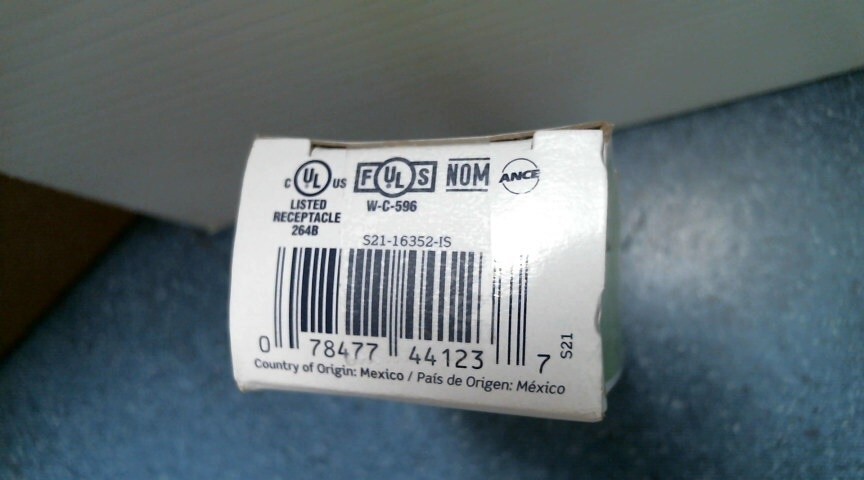 C UL US F UL S NOM ANCE
LISTED
RECEPTACLE
264B
W-C-596
S21-16352-IS
0 78477 44123 7
S21
Country of Origin: Mexico / País de Origen: México